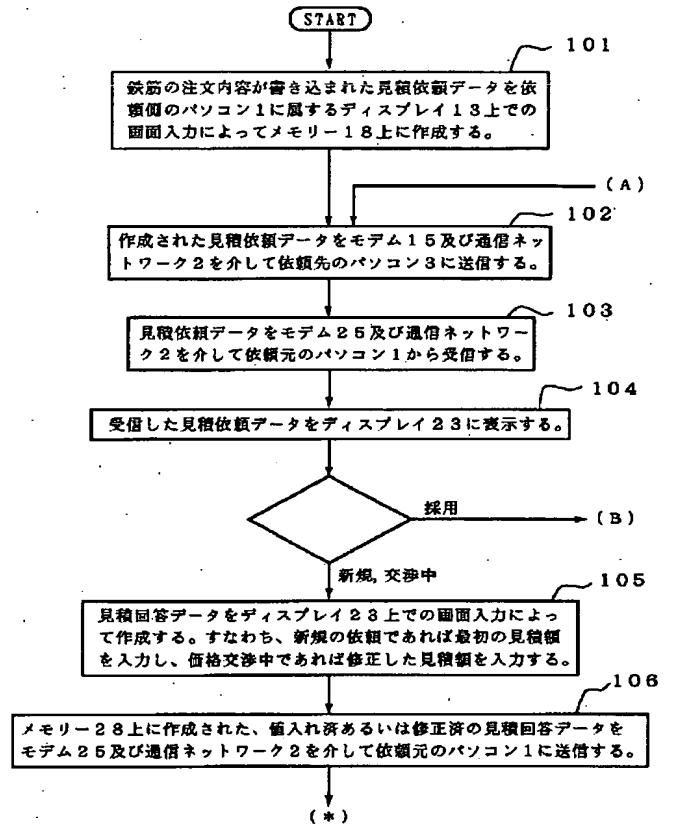 START
101
鉄筋の注文内容が書き込まれた見積依頼データを依
頼側のパソコン1に属するディスプレイ13上での
画面入力によってメモリー18上に作成する。
(A)
102
作成された見積依頼データをモデム15及び通信ネッ
トワーク2を介して依頼先のパソコン3に送信する。
103
見積依頼データをモデム25及び通信ネットワー
ク2を介して依頼元のパソコン1から受信する。
104
受信した見積依頼データをディスプレイ23に表示する。
採用
(B)
新規,交渉中
105
見積回答データをディスプレイ23上での画面入力によっ
て作成する。すなわち、新規の依頼であれば最初の見積額
を入力し、価格交渉中であれば修正した見積額を入力する。
106
メモリー28上に作成された、値入れ済あるいは修正済の見積回答データを
モデム25及び通信ネットワーク2を介して依頼元のパソコン1に送信する。
(*)